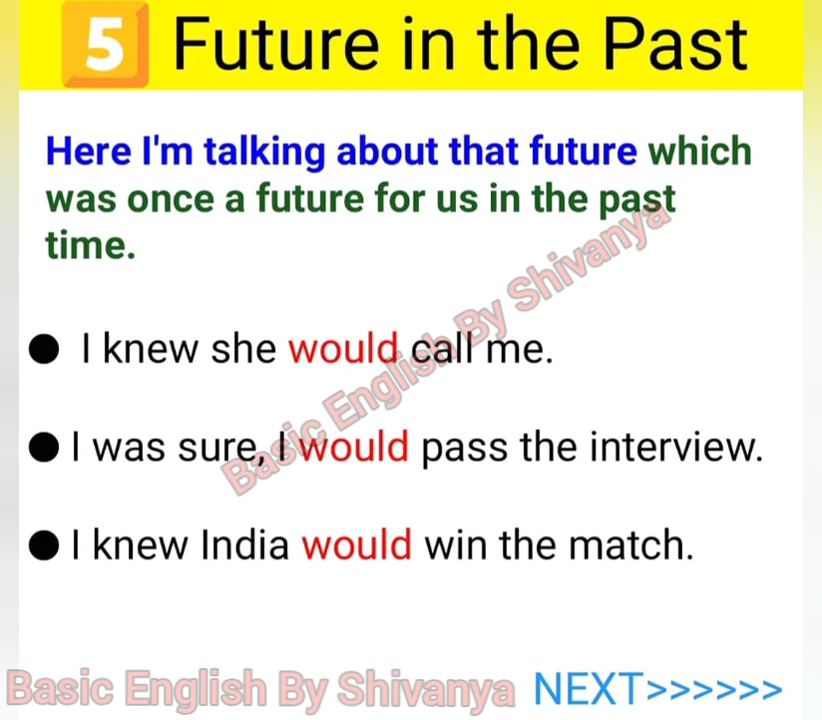 5 Future in the Past
Here I'm talking about that future which
was once a future for us in the past
time.
● I knew she would call me.
● I was sure, I would pass the interview.
● I knew India would win the match.
Basic English By Shivanya
Basic English By Shivanya NEXT>>>>>>